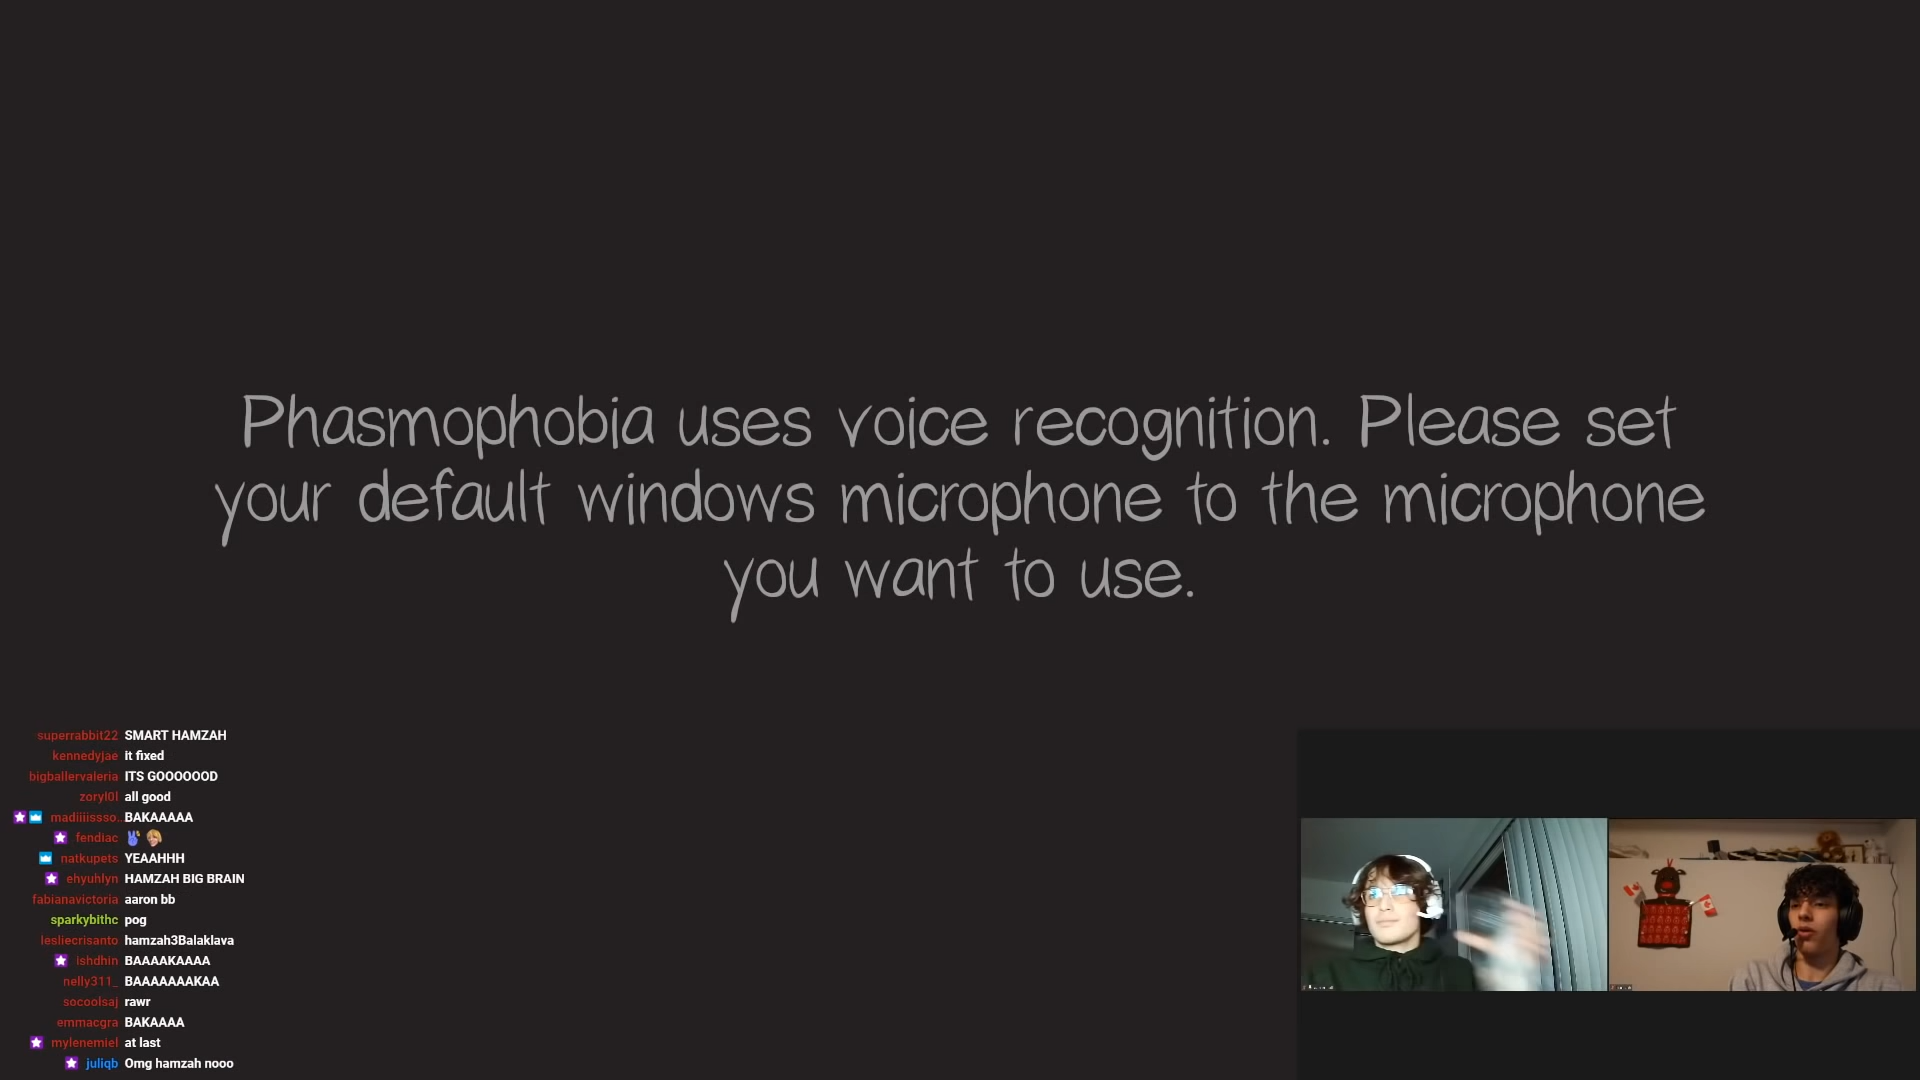 Phasmophobia uses voice recognition. Please set
your default windows microphone to the microphone
you want to use.
superrabbit22 SMART HAMZAH
kennedyjae it fixed
bigballervaleria ITS GOOOOOOD
zoryl0l all good
madiiiissso.. BAKAAAAA
fendiac
natkupets YEAAHHH
ehyuhlyn HAMZAH BIG BRAIN
fabianavictoria aaron bb
sparkybithc pog
lesliecrisanto hamzah3Balaklava
ishdhin BAAAAKAAAA
nelly311_ BAAAAAAAKAA
socoolsaj rawr
emmacgra BAKAAAA
mylenemiel at last
juliqb Omg hamzah nooo